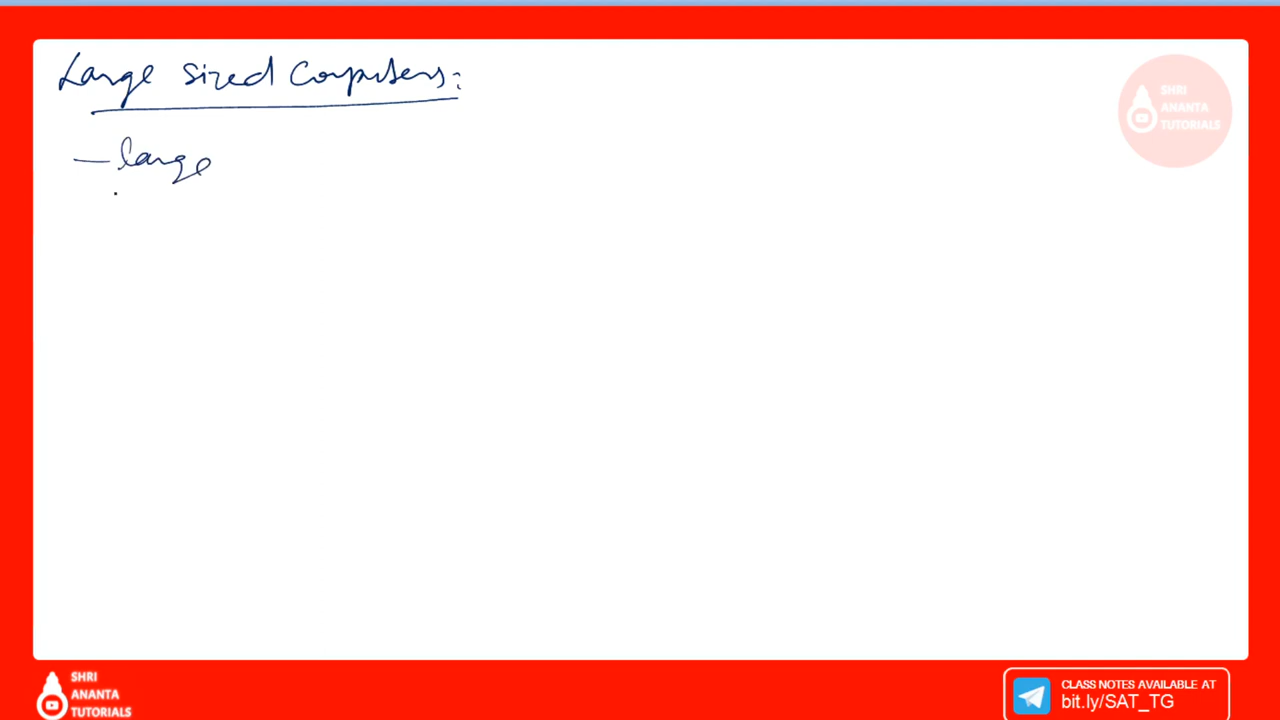 Large Sized Computers:
— large
SHRI
ANANTA
TUTORIALS
SHRI
ANANTA
TUTORIALS
CLASS NOTES AVAILABLE AT
bit.ly/SAT_TG